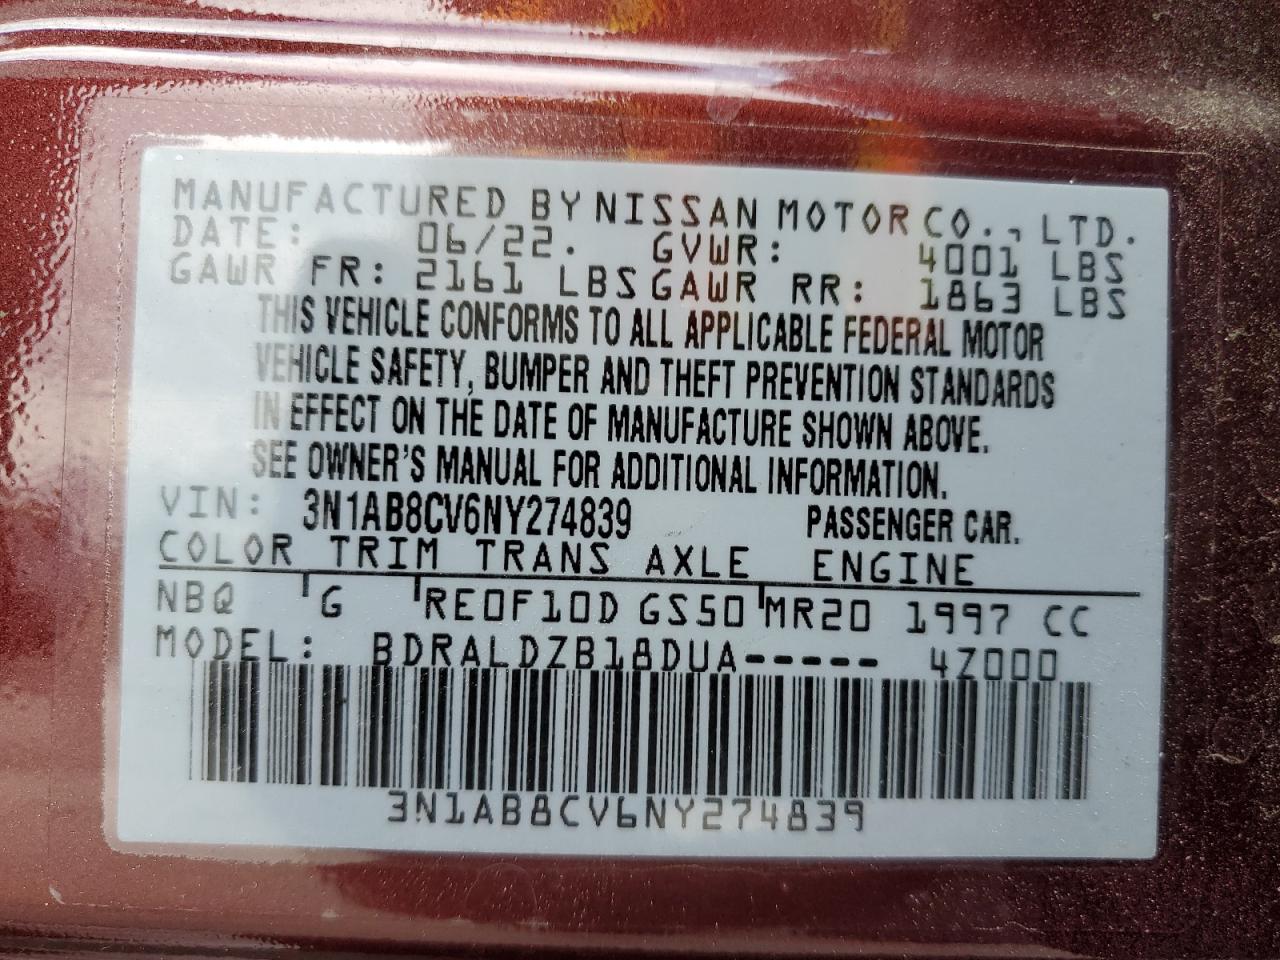 MANUFACTURED BY NISSAN MOTOR CO., LTD.
DATE: 06/22. GVWR: 4001 LBS
GAWR FR: 2161 LBS GAWR RR: 1863 LBS
THIS VEHICLE CONFORMS TO ALL APPLICABLE FEDERAL MOTOR
VEHICLE SAFETY, BUMPER AND THEFT PREVENTION STANDARDS
IN EFFECT ON THE DATE OF MANUFACTURE SHOWN ABOVE.
SEE OWNER'S MANUAL FOR ADDITIONAL INFORMATION.
VIN: 3N1AB8CV6NY274839 PASSENGER CAR.
COLOR TRIM TRANS AXLE ENGINE
NBQ G RE0F10D GS50 MR20 1997 CC
MODEL: BDRALDZB18DUA----- 4Z000
3N1AB8CV6NY274839